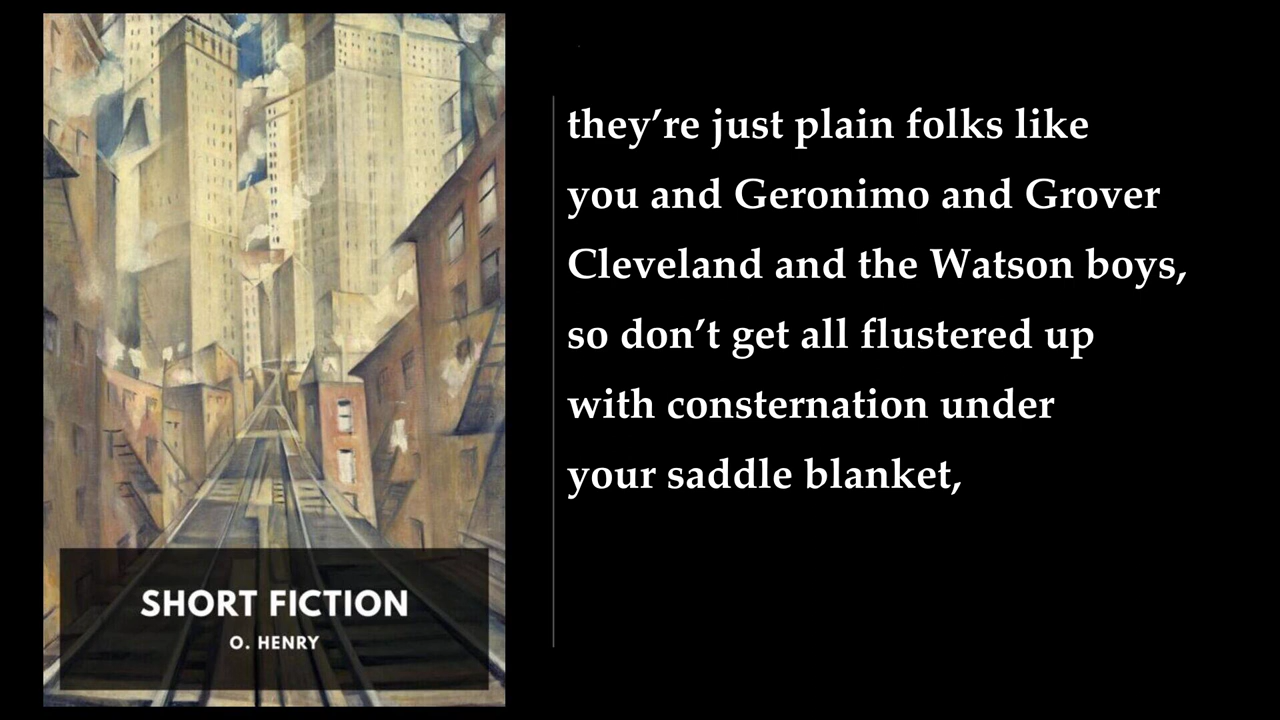 they’re just plain folks like
you and Geronimo and Grover
Cleveland and the Watson boys,
so don’t get all flustered up
with consternation under
your saddle blanket,
SHORT FICTION
O. HENRY